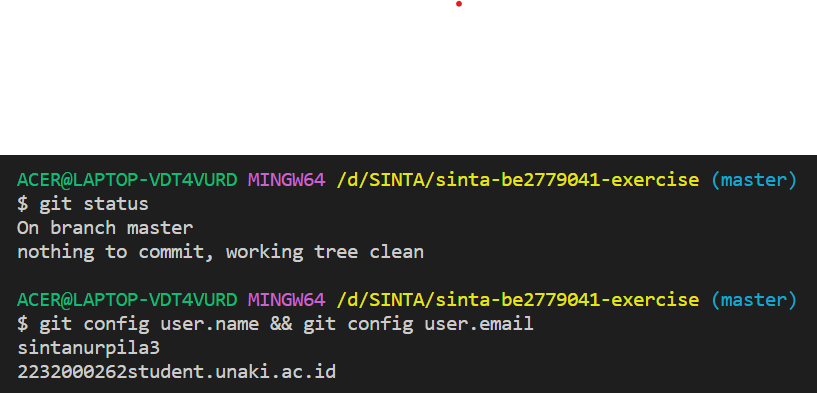 ACER@LAPTOP-VDT4VURD MINGW64 /d/SINTA/sinta-be2779041-exercise (master)
$ git status
On branch master
nothing to commit, working tree clean
ACER@LAPTOP-VDT4VURD MINGW64 /d/SINTA/sinta-be2779041-exercise (master)
$ git config user.name && git config user.email
sintanurpila3
2232000262student.unaki.ac.id